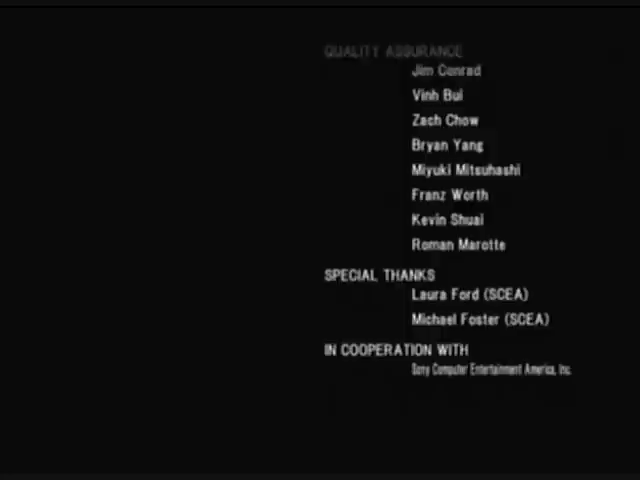 QUALITY ASSURANCE
Jim Conrad
Vinh Bui
Zach Chow
Bryan Yang
Miyuki Mitsuhashi
Franz Worth
Kevin Shuai
Roman Marotte
SPECIAL THANKS
Laura Ford (SCEA)
Michael Foster (SCEA)
IN COOPERATION WITH
Sony Computer Entertainment America, Inc.